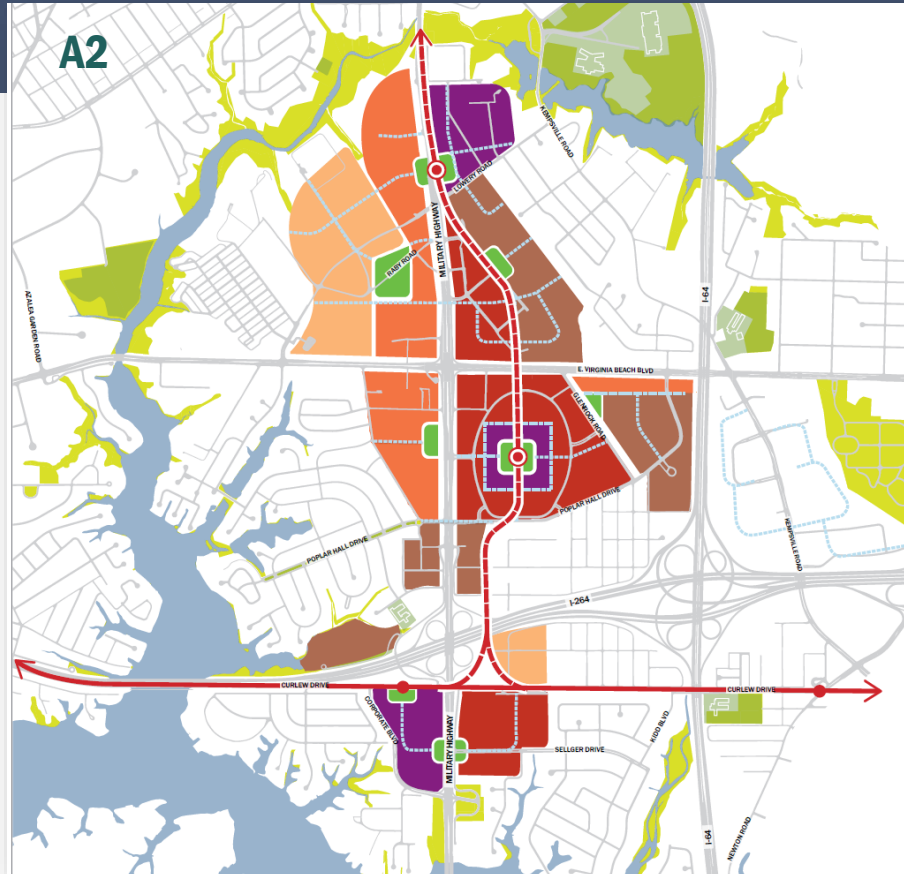 A2
KEMPSVILLE ROAD
LOWERY ROAD
MILITARY HIGHWAY
RABY ROAD
I-64
AZALEA GARDEN ROAD
E. VIRGINIA BEACH BLVD
GLENROCK ROAD
POPLAR HALL DRIVE
POPLAR HALL DRIVE
KEMPSVILLE ROAD
I-264
CURLEW DRIVE
CURLEW DRIVE
CORPORATE BLVD
MILITARY HIGHWAY
KIDD BLVD
SELLGER DRIVE
I-64
NEWTON ROAD